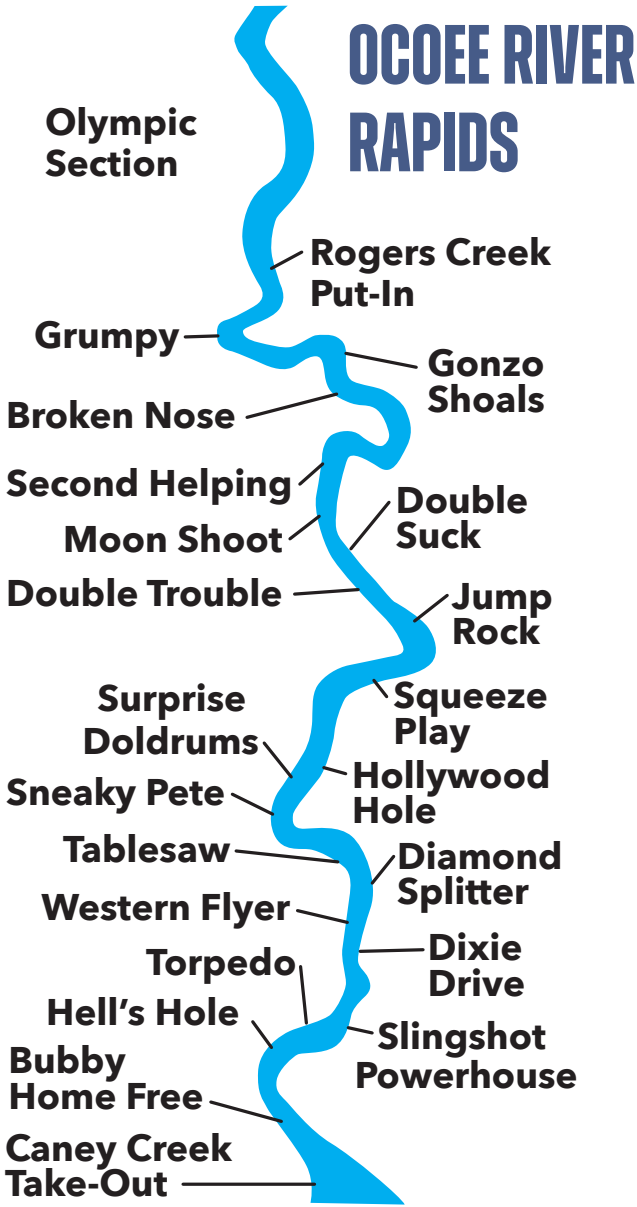 OCOEE RIVER
RAPIDS
Olympic
Section
Rogers Creek
Put-In
Grumpy
Gonzo
Shoals
Broken Nose
Second Helping
Double
Suck
Moon Shoot
Double Trouble
Jump
Rock
Squeeze
Play
Surprise
Doldrums
Hollywood
Hole
Sneaky Pete
Tablesaw
Diamond
Splitter
Western Flyer
Dixie
Drive
Torpedo
Hell's Hole
Slingshot
Powerhouse
Bubby
Home Free
Caney Creek
Take-Out